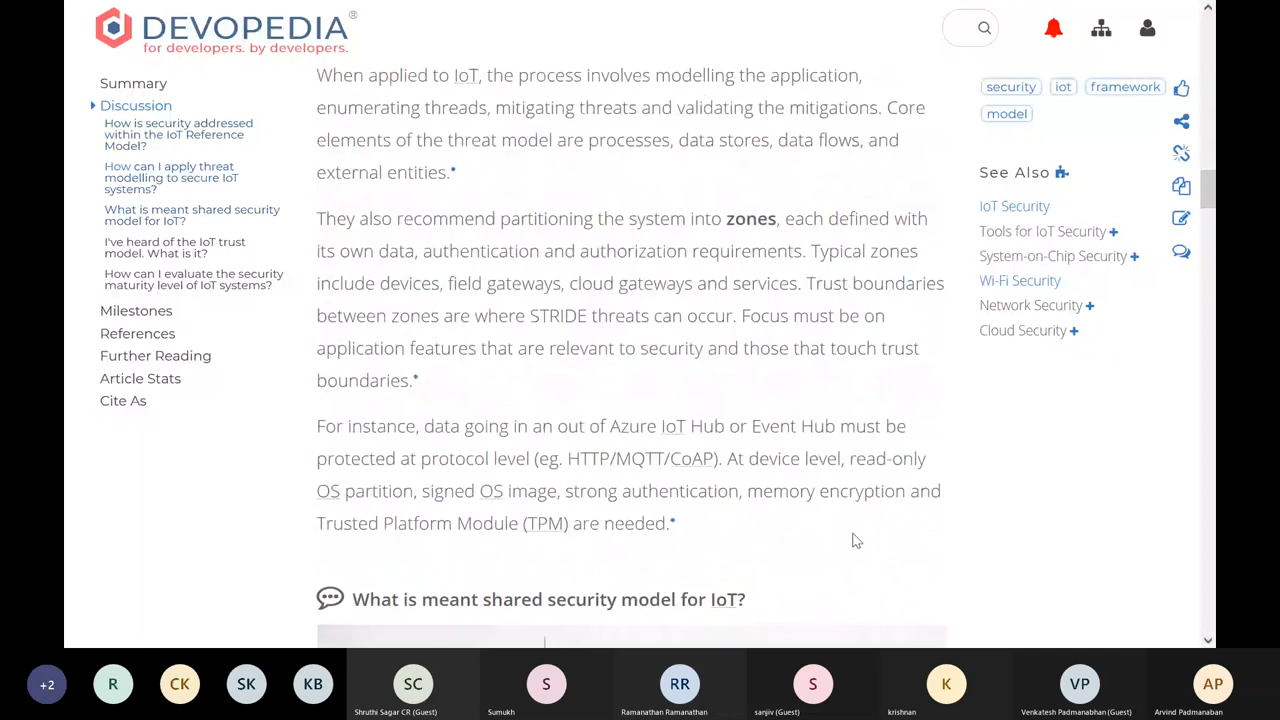 DEVOPEDIA®
for developers. by developers.
Summary
Discussion
How is security addressed
within the IoT Reference
Model?
How can I apply threat
modelling to secure IoT
systems?
What is meant shared security
model for IoT?
I've heard of the IoT trust
model. What is it?
How can I evaluate the security
maturity level of IoT systems?
Milestones
References
Further Reading
Article Stats
Cite As
When applied to IoT, the process involves modelling the application,
enumerating threads, mitigating threats and validating the mitigations. Core
elements of the threat model are processes, data stores, data flows, and
external entities.
They also recommend partitioning the system into zones, each defined with
its own data, authentication and authorization requirements. Typical zones
include devices, field gateways, cloud gateways and services. Trust boundaries
between zones are where STRIDE threats can occur. Focus must be on
application features that are relevant to security and those that touch trust
boundaries.
For instance, data going in an out of Azure IoT Hub or Event Hub must be
protected at protocol level (eg. HTTP/MQTT/CoAP). At device level, read-only
OS partition, signed OS image, strong authentication, memory encryption and
Trusted Platform Module (TPM) are needed.
What is meant shared security model for IoT?
security iot framework
model
See Also
IoT Security
Tools for IoT Security +
System-on-Chip Security +
Wi-Fi Security
Network Security +
Cloud Security +
+2 R CK SK KB SC S RR S K VP AP
Shruthi Sagar CR (Guest) Sumukh Ramanathan Ramanathan sanjiv (Guest) krishnan Venkatesh Padmanabhan (Guest) Arvind Padmanaban